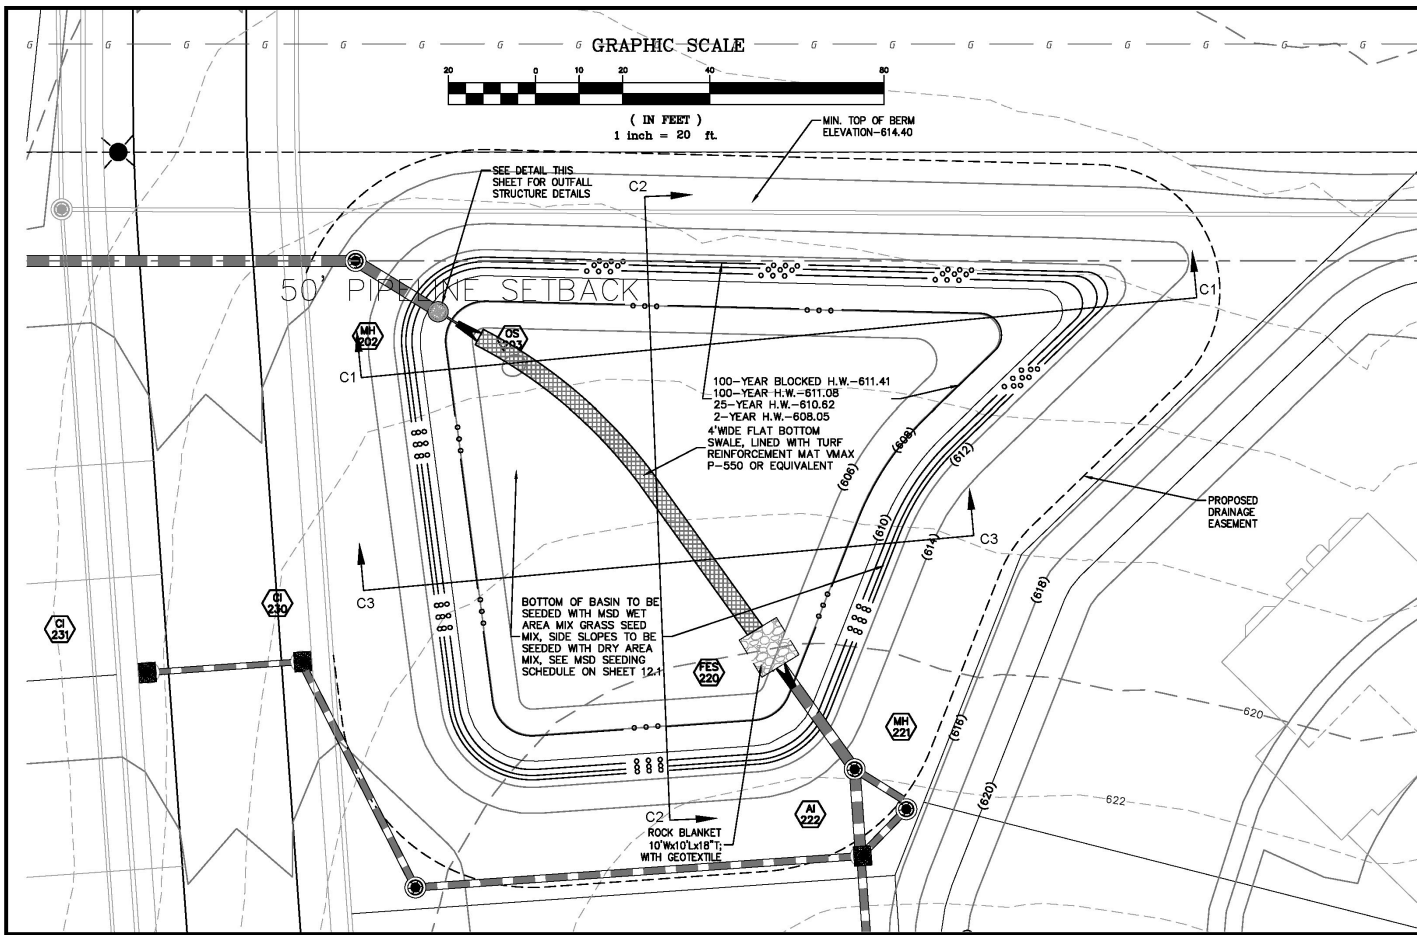 GRAPHIC SCALE
G G G G G G G G G G G G G G G G G
20 0 10 20 40 80
( IN FEET )
1 inch = 20 ft.
MIN. TOP OF BERM
ELEVATION-614.40
SEE DETAIL THIS
SHEET FOR OUTFALL
STRUCTURE DETAILS
C2
C1
50' PIPELINE SETBACK
MH
202
OS
203
C1
100-YEAR BLOCKED H.W.-611.41
100-YEAR H.W.-611.08
25-YEAR H.W.-610.62
2-YEAR H.W.-608.05
4'WIDE FLAT BOTTOM
SWALE, LINED WITH TURF
REINFORCEMENT MAT VMAX
P-550 OR EQUIVALENT
(608)
(612)
(606)
PROPOSED
DRAINAGE
EASEMENT
(610)
(614)
C3
C3
(618)
BOTTOM OF BASIN TO BE
SEEDED WITH MSD WET
AREA MIX GRASS SEED
MIX, SIDE SLOPES TO BE
SEEDED WITH DRY AREA
MIX, SEE MSD SEEDING
SCHEDULE ON SHEET 12.1
CI
230
CI
231
FES
220
MH
221
(616)
620
(620)
622
AI
222
C2
ROCK BLANKET
10'Wx10'Lx18"T;
WITH GEOTEXTILE